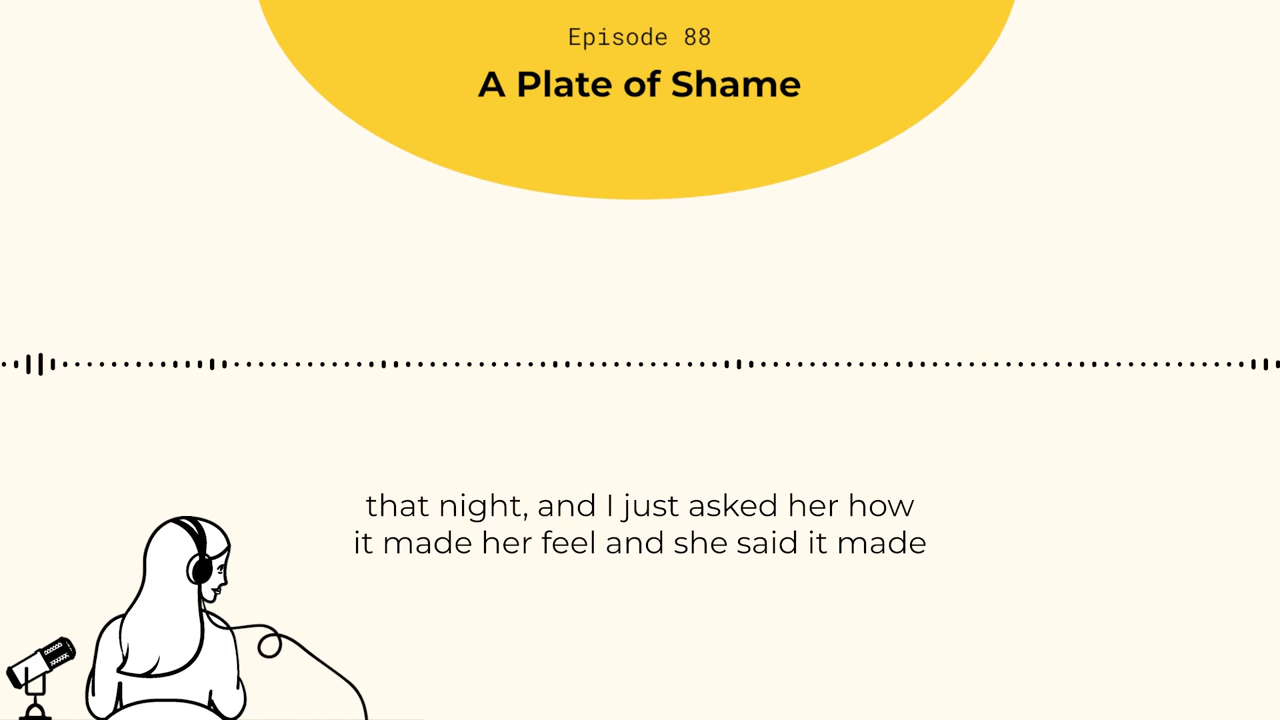 Episode 88
A Plate of Shame
that night, and I just asked her how
it made her feel and she said it made